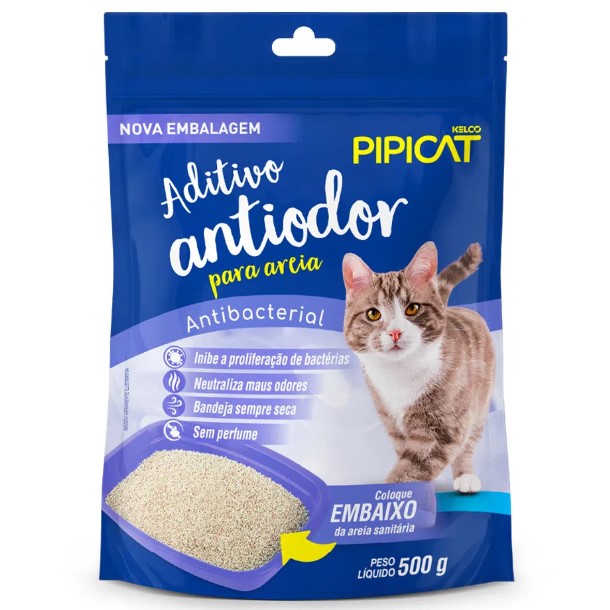 NOVA EMBALAGEM
KELCO
PIPICAT
Aditivo
antiodor
para areia
Antibacterial
Inibe a proliferação de bactérias
Neutraliza maus odores
Bandeja sempre seca
Sem perfume
Coloque
EMBAIXO
da areia sanitária
PESO
LÍQUIDO 500 g